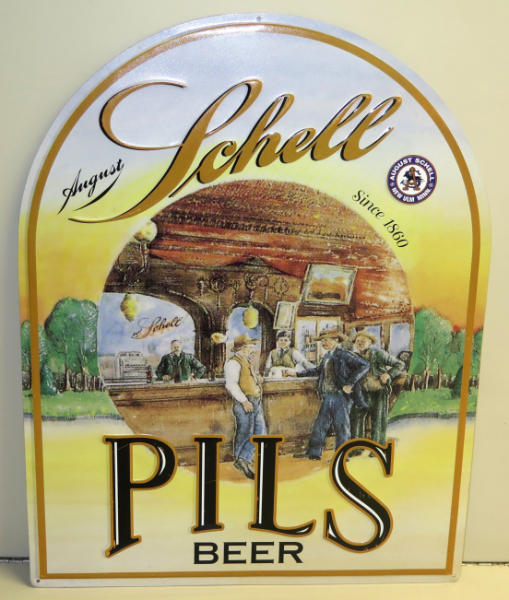 August Schell
AUGUST SCHELL
NEW ULM MINN.
Since 1860
Schell
PILS
BEER